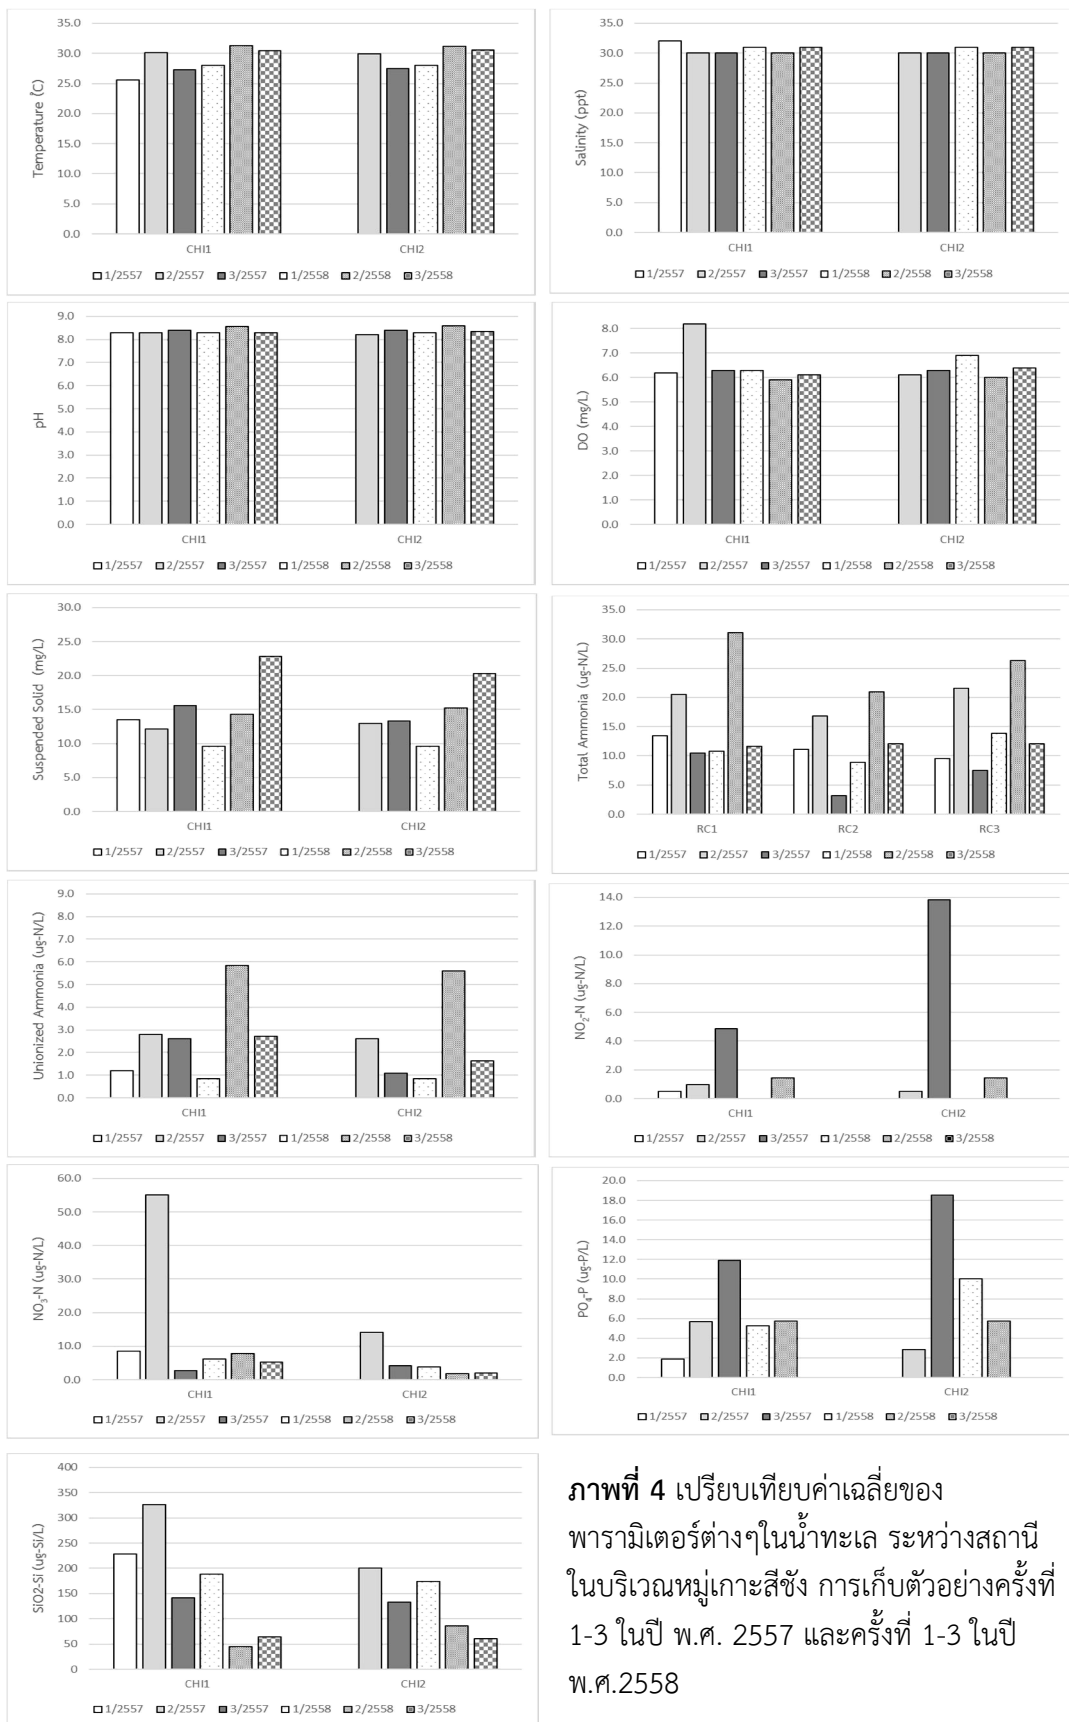 Temperature (°C)
35.0
30.0
25.0
20.0
15.0
10.0
5.0
0.0
CHI1 CHI2
1/2557 2/2557 3/2557 1/2558 2/2558 3/2558
Salinity (ppt)
35.0
30.0
25.0
20.0
15.0
10.0
5.0
0.0
CHI1 CHI2
1/2557 2/2557 3/2557 1/2558 2/2558 3/2558
pH
9.0
8.0
7.0
6.0
5.0
4.0
3.0
2.0
1.0
0.0
CHI1 CHI2
1/2557 2/2557 3/2557 1/2558 2/2558 3/2558
DO (mg/L)
8.0
7.0
6.0
5.0
4.0
3.0
2.0
1.0
0.0
CHI1 CHI2
1/2557 2/2557 3/2557 1/2558 2/2558 3/2558
Suspended Solid (mg/L)
30.0
25.0
20.0
15.0
10.0
5.0
0.0
CHI1 CHI2
1/2557 2/2557 3/2557 1/2558 2/2558 3/2558
Total Ammonia (ug-N/L)
35.0
30.0
25.0
20.0
15.0
10.0
5.0
0.0
RC1 RC2 RC3
1/2557 2/2557 3/2557 1/2558 2/2558 3/2558
Unionized Ammonia (ug-N/L)
9.0
8.0
7.0
6.0
5.0
4.0
3.0
2.0
1.0
0.0
CHI1 CHI2
1/2557 2/2557 3/2557 1/2558 2/2558 3/2558
NO₂-N (ug-N/L)
14.0
12.0
10.0
8.0
6.0
4.0
2.0
0.0
CHI1 CHI2
1/2557 2/2557 3/2557 1/2558 2/2558 3/2558
NO₃-N (ug-N/L)
60.0
50.0
40.0
30.0
20.0
10.0
0.0
CHI1 CHI2
1/2557 2/2557 3/2557 1/2558 2/2558 3/2558
PO₄-P (ug-P/L)
20.0
18.0
16.0
14.0
12.0
10.0
8.0
6.0
4.0
2.0
0.0
CHI1 CHI2
1/2557 2/2557 3/2557 1/2558 2/2558 3/2558
SiO2-Si (ug-Si/L)
400
350
300
250
200
150
100
50
0
CHI1 CHI2
1/2557 2/2557 3/2557 1/2558 2/2558 3/2558
ภาพที่ 4 เปรียบเทียบค่าเฉลี่ยของ
พารามิเตอร์ต่างๆในน้ำทะเล ระหว่างสถานี
ในบริเวณหมู่เกาะสีชัง การเก็บตัวอย่างครั้งที่
1-3 ในปี พ.ศ. 2557 และครั้งที่ 1-3 ในปี
พ.ศ.2558